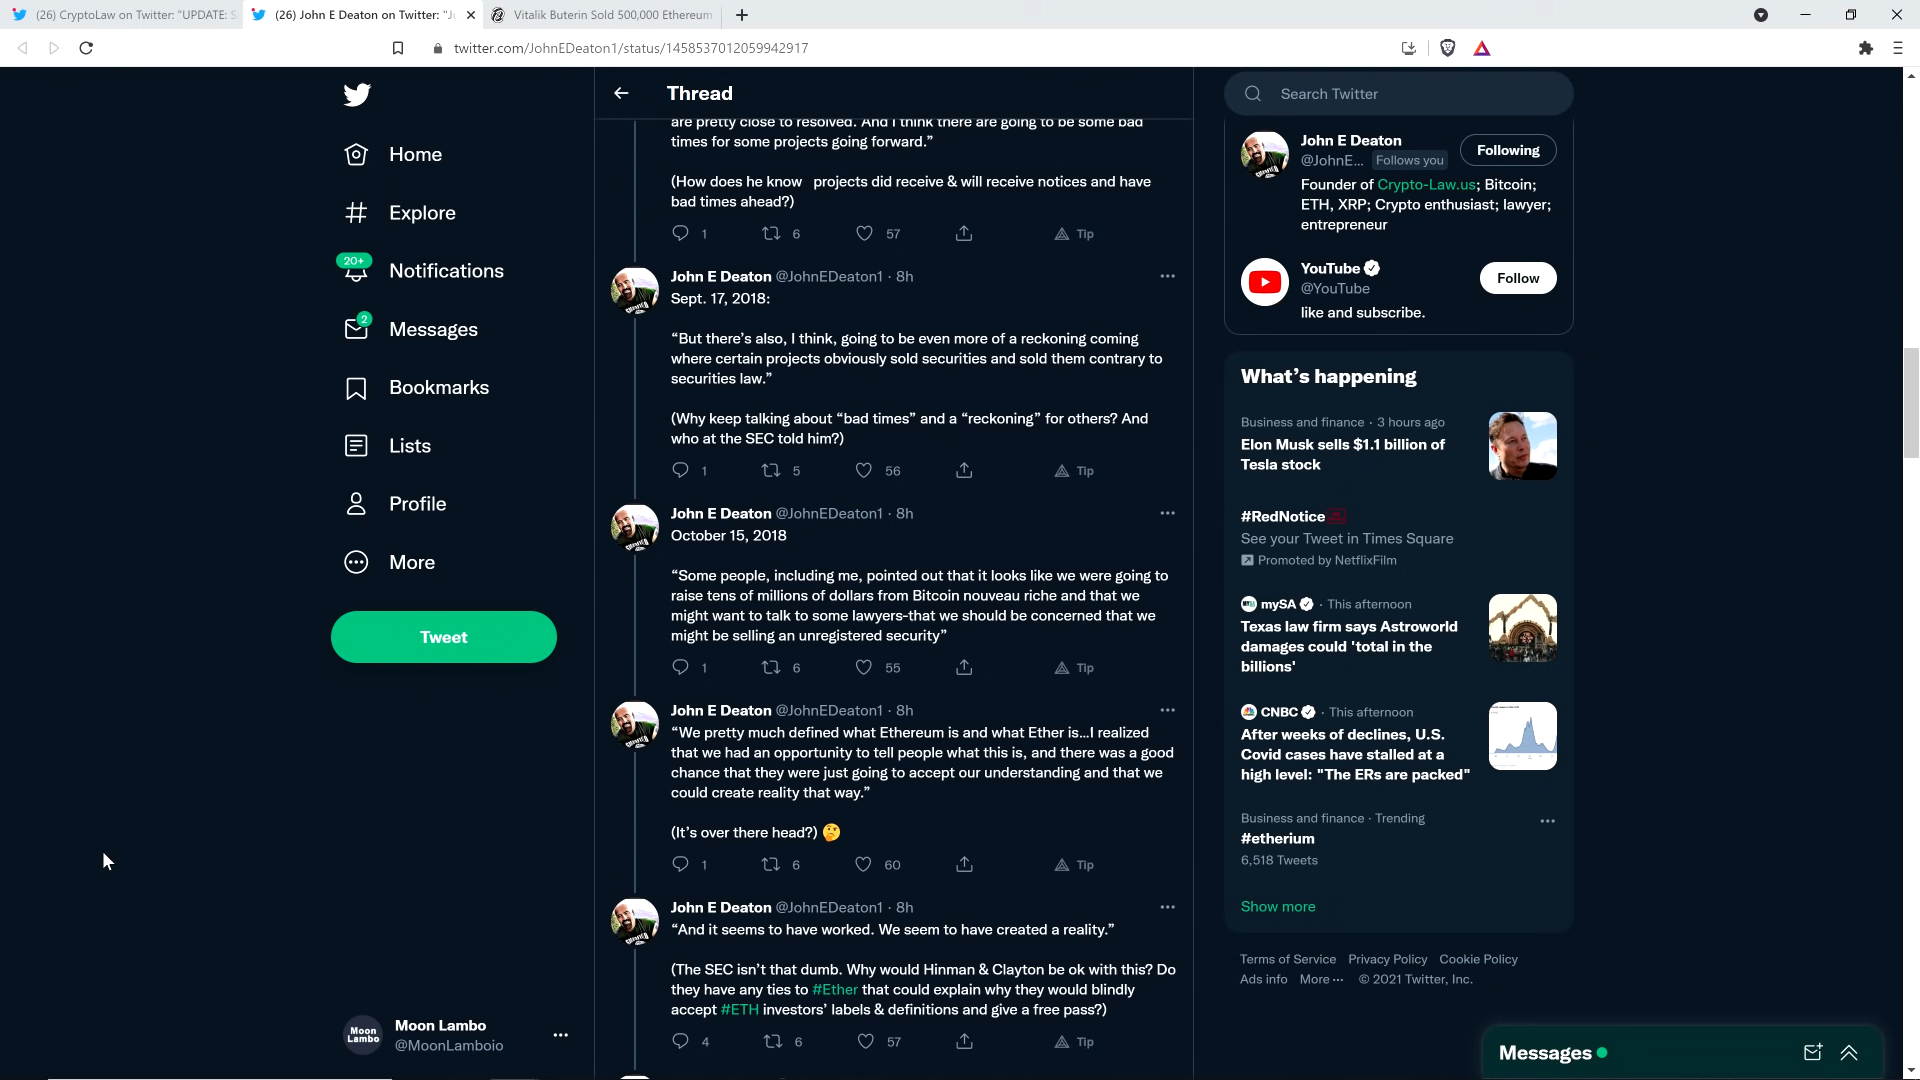 (26) CryptoLaw on Twitter: "UPDATE: S
(26) John E Deaton on Twitter: "Ju
Vitalik Buterin Sold 500,000 Ethereum
twitter.com/JohnEDeaton1/status/1458537012059942917
Home
Explore
20+
Notifications
2
Messages
Bookmarks
Lists
Profile
More
Tweet
Moon Lambo
Moon Lambo
@MoonLamboio
Thread
are pretty close to resolved. And I think there are going to be some bad
times for some projects going forward.”
(How does he know projects did receive & will receive notices and have
bad times ahead?)
1 6 57 Tip
John E Deaton @JohnEDeaton1 · 8h
Sept. 17, 2018:
“But there’s also, I think, going to be even more of a reckoning coming
where certain projects obviously sold securities and sold them contrary to
securities law.”
(Why keep talking about “bad times” and a “reckoning” for others? And
who at the SEC told him?)
1 5 56 Tip
John E Deaton @JohnEDeaton1 · 8h
October 15, 2018
“Some people, including me, pointed out that it looks like we were going to
raise tens of millions of dollars from Bitcoin nouveau riche and that we
might want to talk to some lawyers-that we should be concerned that we
might be selling an unregistered security”
1 6 55 Tip
John E Deaton @JohnEDeaton1 · 8h
“We pretty much defined what Ethereum is and what Ether is…I realized
that we had an opportunity to tell people what this is, and there was a good
chance that they were just going to accept our understanding and that we
could create reality that way.”
(It’s over there head?) 🤔
1 6 60 Tip
John E Deaton @JohnEDeaton1 · 8h
“And it seems to have worked. We seem to have created a reality.”
(The SEC isn’t that dumb. Why would Hinman & Clayton be ok with this? Do
they have any ties to #Ether that could explain why they would blindly
accept #ETH investors’ labels & definitions and give a free pass?)
4 6 57 Tip
Search Twitter
John E Deaton
@JohnE... Follows you
Following
Founder of Crypto-Law.us; Bitcoin;
ETH, XRP; Crypto enthusiast; lawyer;
entrepreneur
YouTube
@YouTube
Follow
like and subscribe.
What’s happening
Business and finance · 3 hours ago
Elon Musk sells $1.1 billion of
Tesla stock
#RedNotice
See your Tweet in Times Square
Promoted by NetflixFilm
mySA · This afternoon
Texas law firm says Astroworld
damages could 'total in the
billions'
CNBC · This afternoon
After weeks of declines, U.S.
Covid cases have stalled at a
high level: "The ERs are packed"
Business and finance · Trending
#etherium
6,518 Tweets
Show more
Terms of Service Privacy Policy Cookie Policy
Ads info More ··· © 2021 Twitter, Inc.
Messages